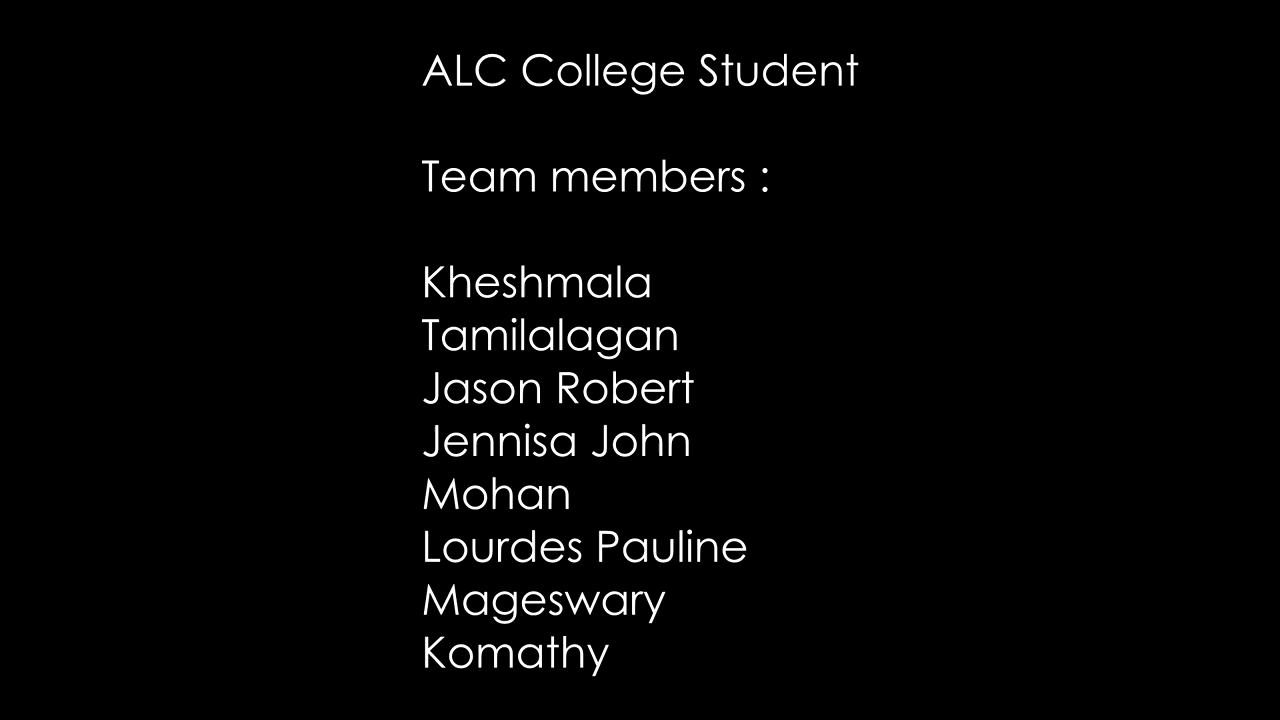 ALC College Student
Team members :
Kheshmala
Tamilalagan
Jason Robert
Jennisa John
Mohan
Lourdes Pauline
Mageswary
Komathy